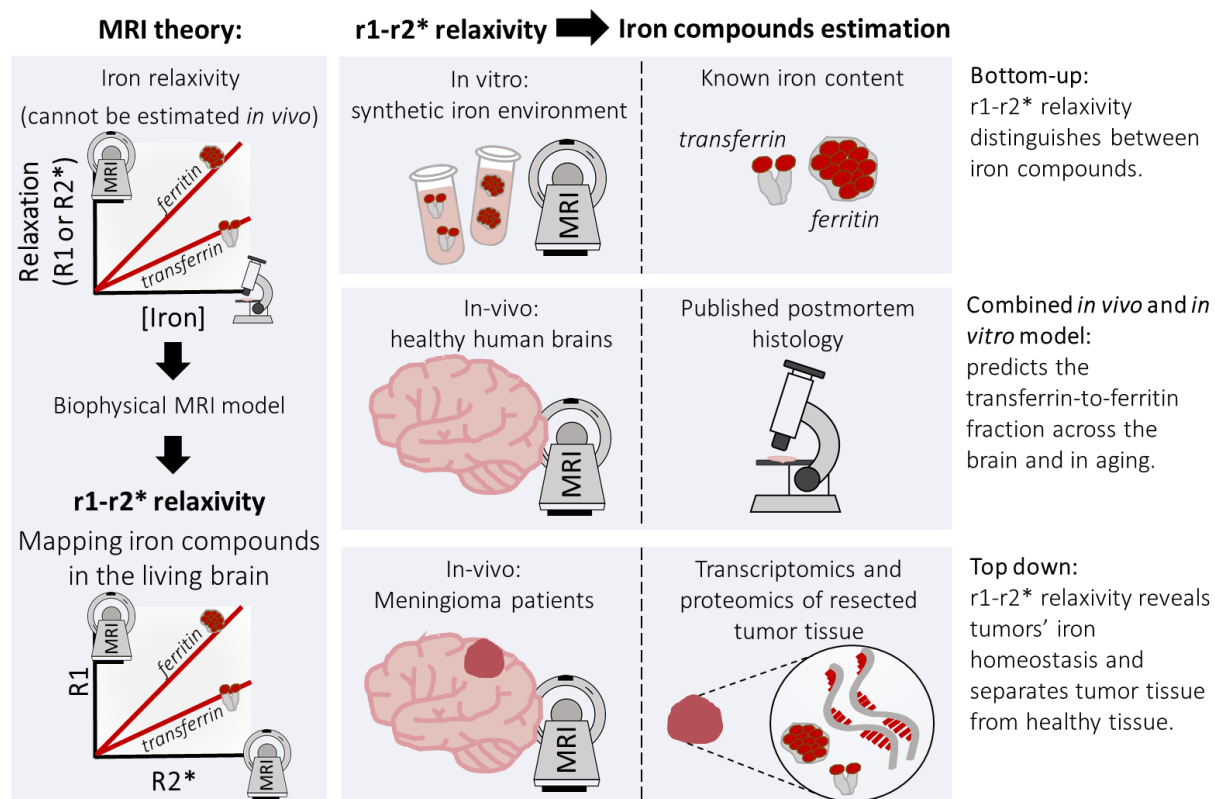 MRI theory:
Iron relaxivity
(cannot be estimated in vivo)
MRI
Relaxation
(R1 or R2*)
ferritin
transferrin
[Iron]
Biophysical MRI model
r1-r2* relaxivity
Mapping iron compounds
in the living brain
MRI
R1
ferritin
transferrin
R2*
MRI
r1-r2* relaxivity
Iron compounds estimation
In vitro:
synthetic iron environment
MRI
Known iron content
transferrin
ferritin
Bottom-up:
r1-r2* relaxivity
distinguishes between
iron compounds.
In-vivo:
healthy human brains
MRI
Published postmortem
histology
Combined in vivo and in
vitro model:
predicts the
transferrin-to-ferritin
fraction across the
brain and in aging.
In-vivo:
Meningioma patients
MRI
Transcriptomics and
proteomics of resected
tumor tissue
Top down:
r1-r2* relaxivity reveals
tumors’ iron
homeostasis and
separates tumor tissue
from healthy tissue.